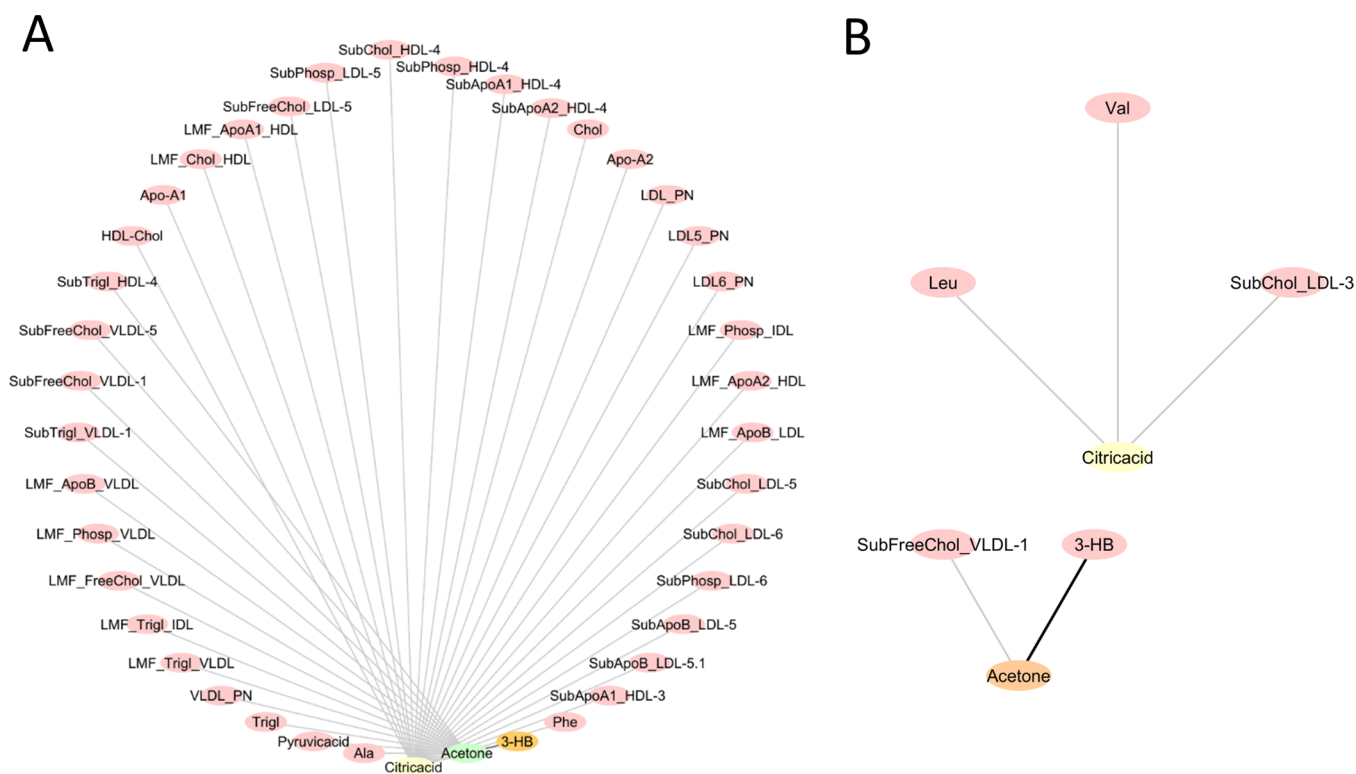 A
B
SubChol_HDL-4
SubPhosp_HDL-4
SubPhosp_LDL-5
SubApoA1_HDL-4
SubFreeChol_LDL-5
SubApoA2_HDL-4
Val
LMF_ApoA1_HDL
Chol
LMF_Chol_HDL
Apo-A2
Apo-A1
LDL_PN
HDL-Chol
LDL5_PN
SubTrigl_HDL-4
LDL6_PN
Leu
SubChol_LDL-3
SubFreeChol_VLDL-5
LMF_Phosp_IDL
SubFreeChol_VLDL-1
LMF_ApoA2_HDL
SubTrigl_VLDL-1
LMF_ApoB_LDL
Citricacid
LMF_ApoB_VLDL
SubChol_LDL-5
LMF_Phosp_VLDL
SubChol_LDL-6
SubFreeChol_VLDL-1
3-HB
LMF_FreeChol_VLDL
SubPhosp_LDL-6
LMF_Trigl_IDL
SubApoB_LDL-5
LMF_Trigl_VLDL
SubApoB_LDL-5.1
Acetone
VLDL_PN
SubApoA1_HDL-3
Trigl
Phe
Pyruvicacid
3-HB
Ala
Acetone
Citricacid